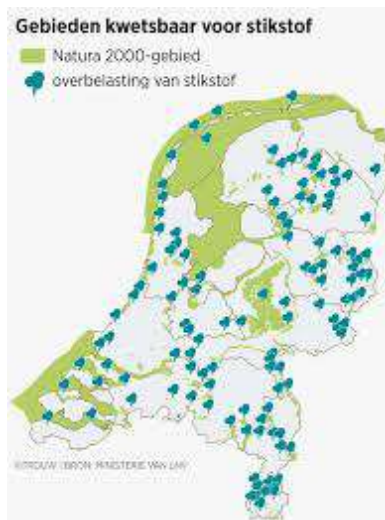 Gebieden kwetsbaar voor stikstof
Natura 2000-gebied
overbelasting van stikstof
©TROUW | BRON: MINISTERIE VAN LNV